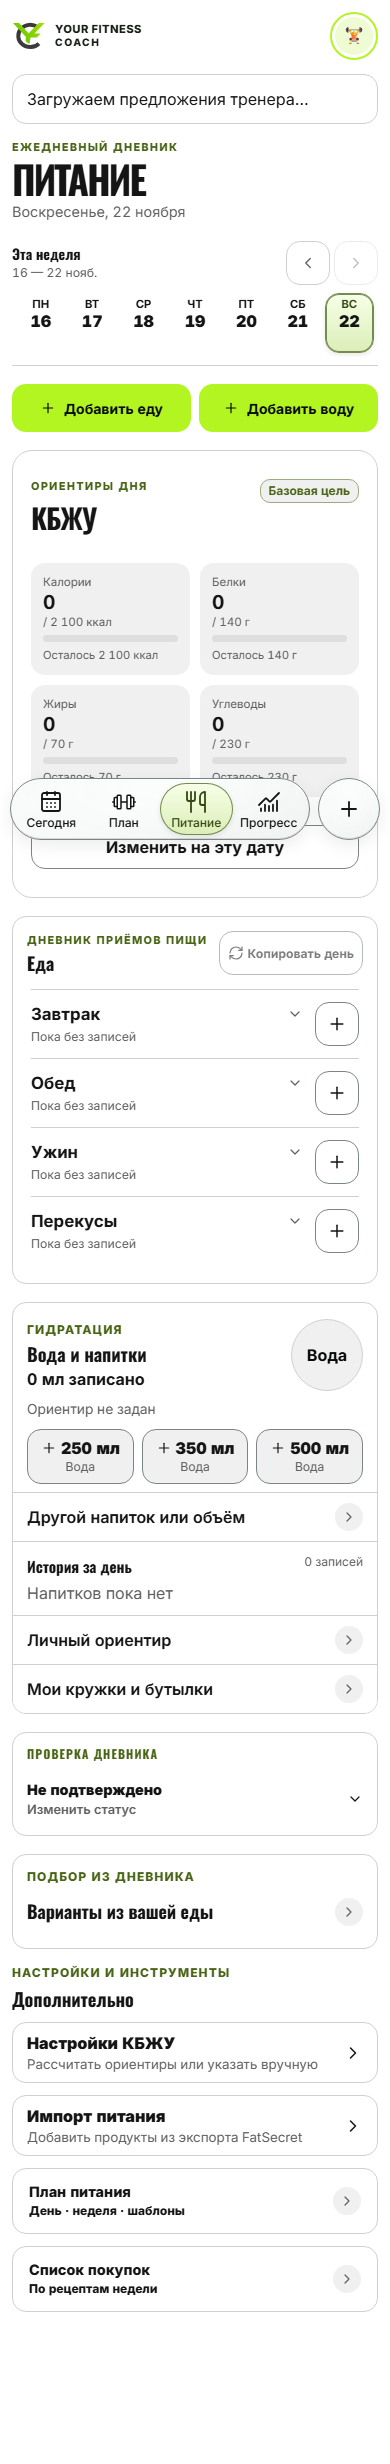 YOUR FITNESS
COACH
Загружаем предложения тренера...
ЕЖЕДНЕВНЫЙ ДНЕВНИК
ПИТАНИЕ
Воскресенье, 22 ноября
Эта неделя
16 — 22 нояб.
ПН ВТ СР ЧТ ПТ СБ ВС
16 17 18 19 20 21 22
+ Добавить еду
+ Добавить воду
ОРИЕНТИРЫ ДНЯ
Базовая цель
КБЖУ
Калории
0
/ 2 100 ккал
Осталось 2 100 ккал
Белки
0
/ 140 г
Осталось 140 г
Жиры
0
/ 70 г
Осталось 70 г
Углеводы
0
/ 230 г
Осталось 230 г
Сегодня План Питание Прогресс +
Изменить на эту дату
ДНЕВНИК ПРИЁМОВ ПИЩИ
Еда
Копировать день
Завтрак
Пока без записей
Обед
Пока без записей
Ужин
Пока без записей
Перекусы
Пока без записей
ГИДРАТАЦИЯ
Вода и напитки
0 мл записано
Вода
Ориентир не задан
+ 250 мл
Вода
+ 350 мл
Вода
+ 500 мл
Вода
Другой напиток или объём
История за день
0 записей
Напитков пока нет
Личный ориентир
Мои кружки и бутылки
ПРОВЕРКА ДНЕВНИКА
Не подтверждено
Изменить статус
ПОДБОР ИЗ ДНЕВНИКА
Варианты из вашей еды
НАСТРОЙКИ И ИНСТРУМЕНТЫ
Дополнительно
Настройки КБЖУ
Рассчитать ориентиры или указать вручную
Импорт питания
Добавить продукты из экспорта FatSecret
План питания
День · неделя · шаблоны
Список покупок
По рецептам недели